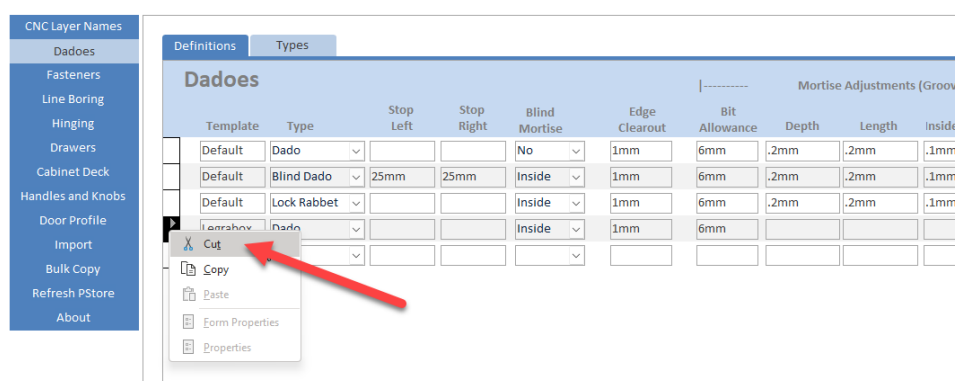 CNC Layer Names
Dadoes
Fasteners
Line Boring
Hinging
Drawers
Cabinet Deck
Handles and Knobs
Door Profile
Import
Bulk Copy
Refresh PStore
About
Definitions Types
Dadoes
|---------- Mortise Adjustments (Groov
Template Type Stop Left Stop Right Blind Mortise Edge Clearout Bit Allowance Depth Length Inside
Default Dado No 1mm 6mm .2mm .2mm .1mm
Default Blind Dado 25mm 25mm Inside 1mm 6mm .2mm .2mm .1mm
Default Lock Rabbet Inside 1mm 6mm .2mm .2mm .1mm
Legrabox Dado Inside 1mm 6mm
Cut
Copy
Paste
Form Properties
Properties